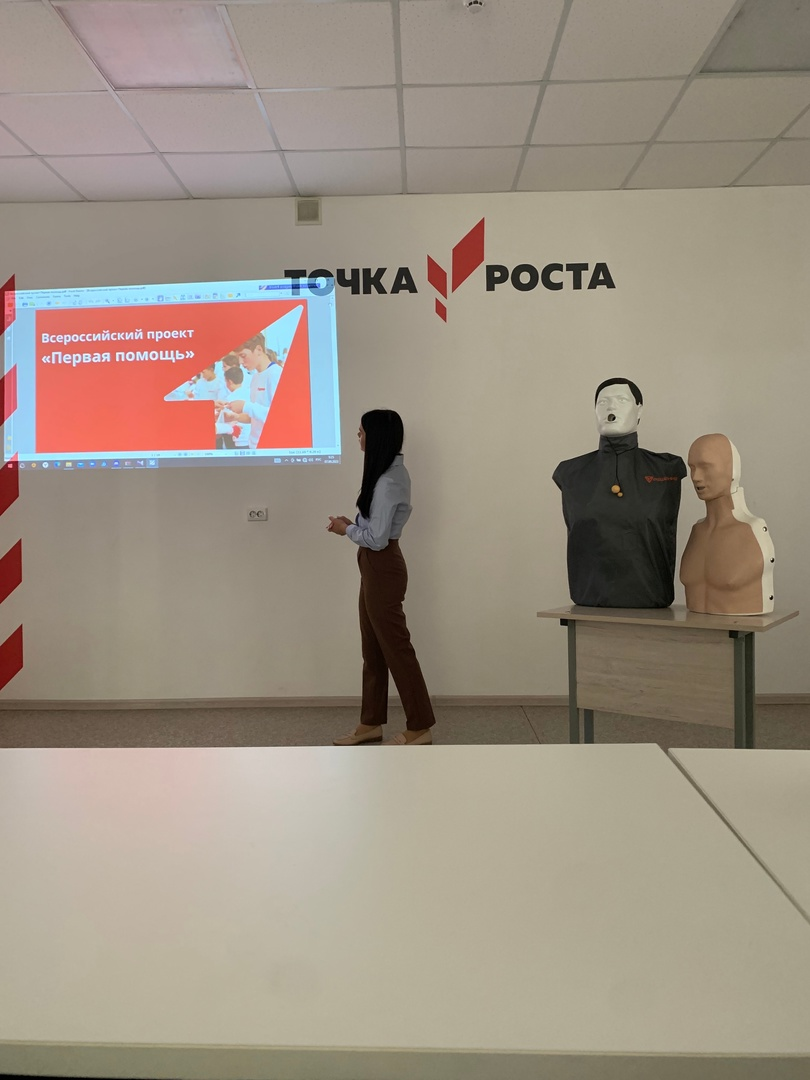 ТОЧКА РОСТА
Всероссийский проект
«Первая помощь»